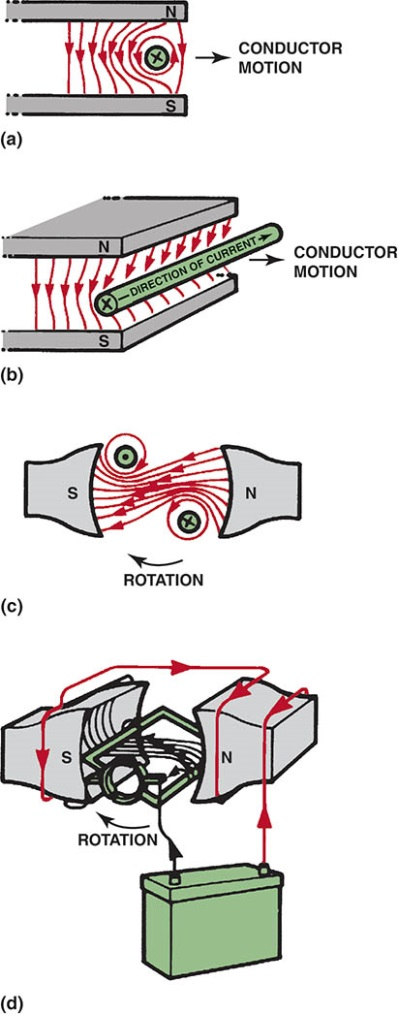 N
CONDUCTOR
MOTION
S
(a)
N
DIRECTION OF CURRENT
CONDUCTOR
MOTION
S
(b)
S
N
ROTATION
(c)
S
N
ROTATION
(d)